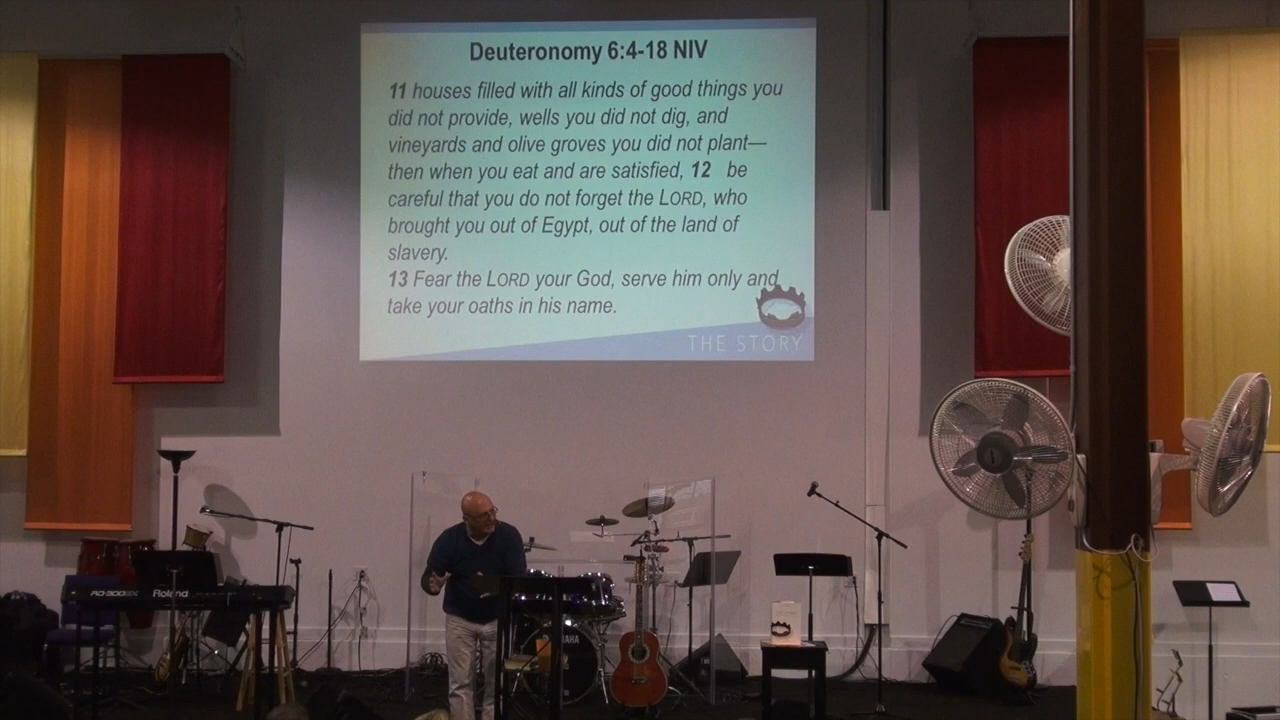 Deuteronomy 6:4-18 NIV
11 houses filled with all kinds of good things you
did not provide, wells you did not dig, and
vineyards and olive groves you did not plant—
then when you eat and are satisfied, 12 be
careful that you do not forget the LORD, who
brought you out of Egypt, out of the land of
slavery.
13 Fear the LORD your God, serve him only and
take your oaths in his name.
THE STORY
Roland
YAMAHA